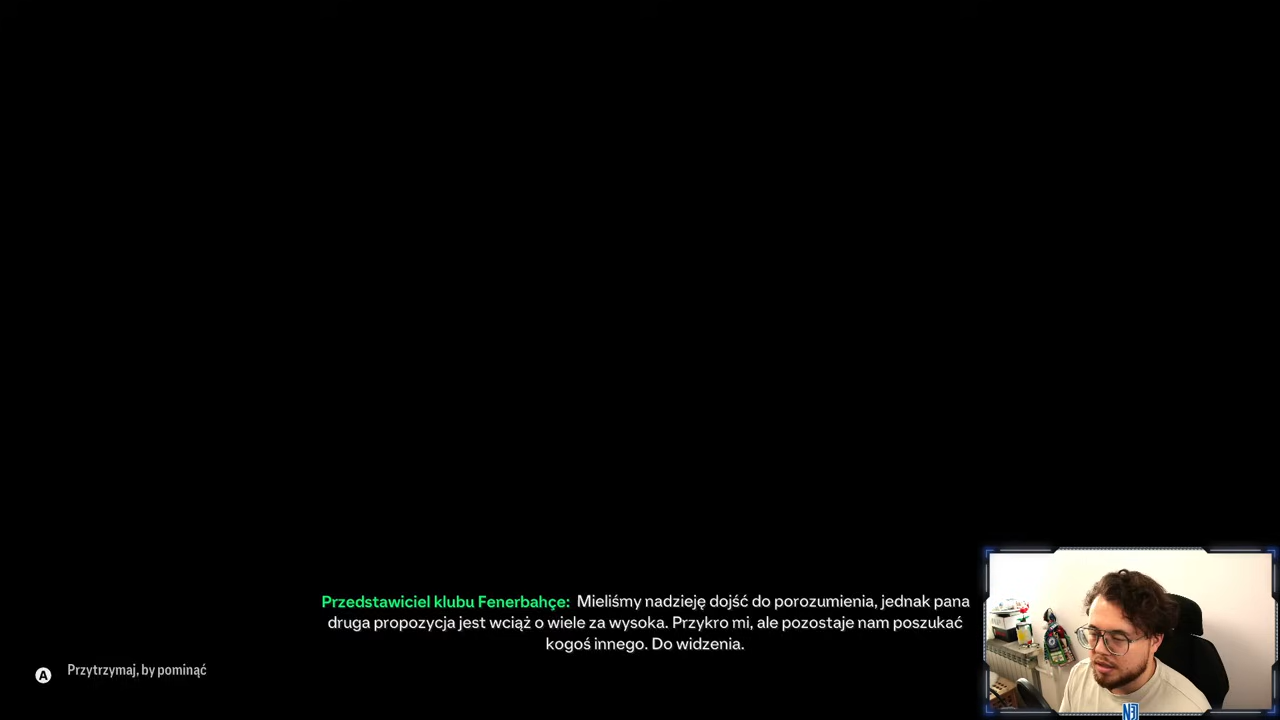 Przedstawiciel klubu Fenerbahçe: Mieliśmy nadzieję dojść do porozumienia, jednak pana
druga propozycja jest wciąż o wiele za wysoka. Przykro mi, ale pozostaje nam poszukać
kogoś innego. Do widzenia.
A Przytrzymaj, by pominąć